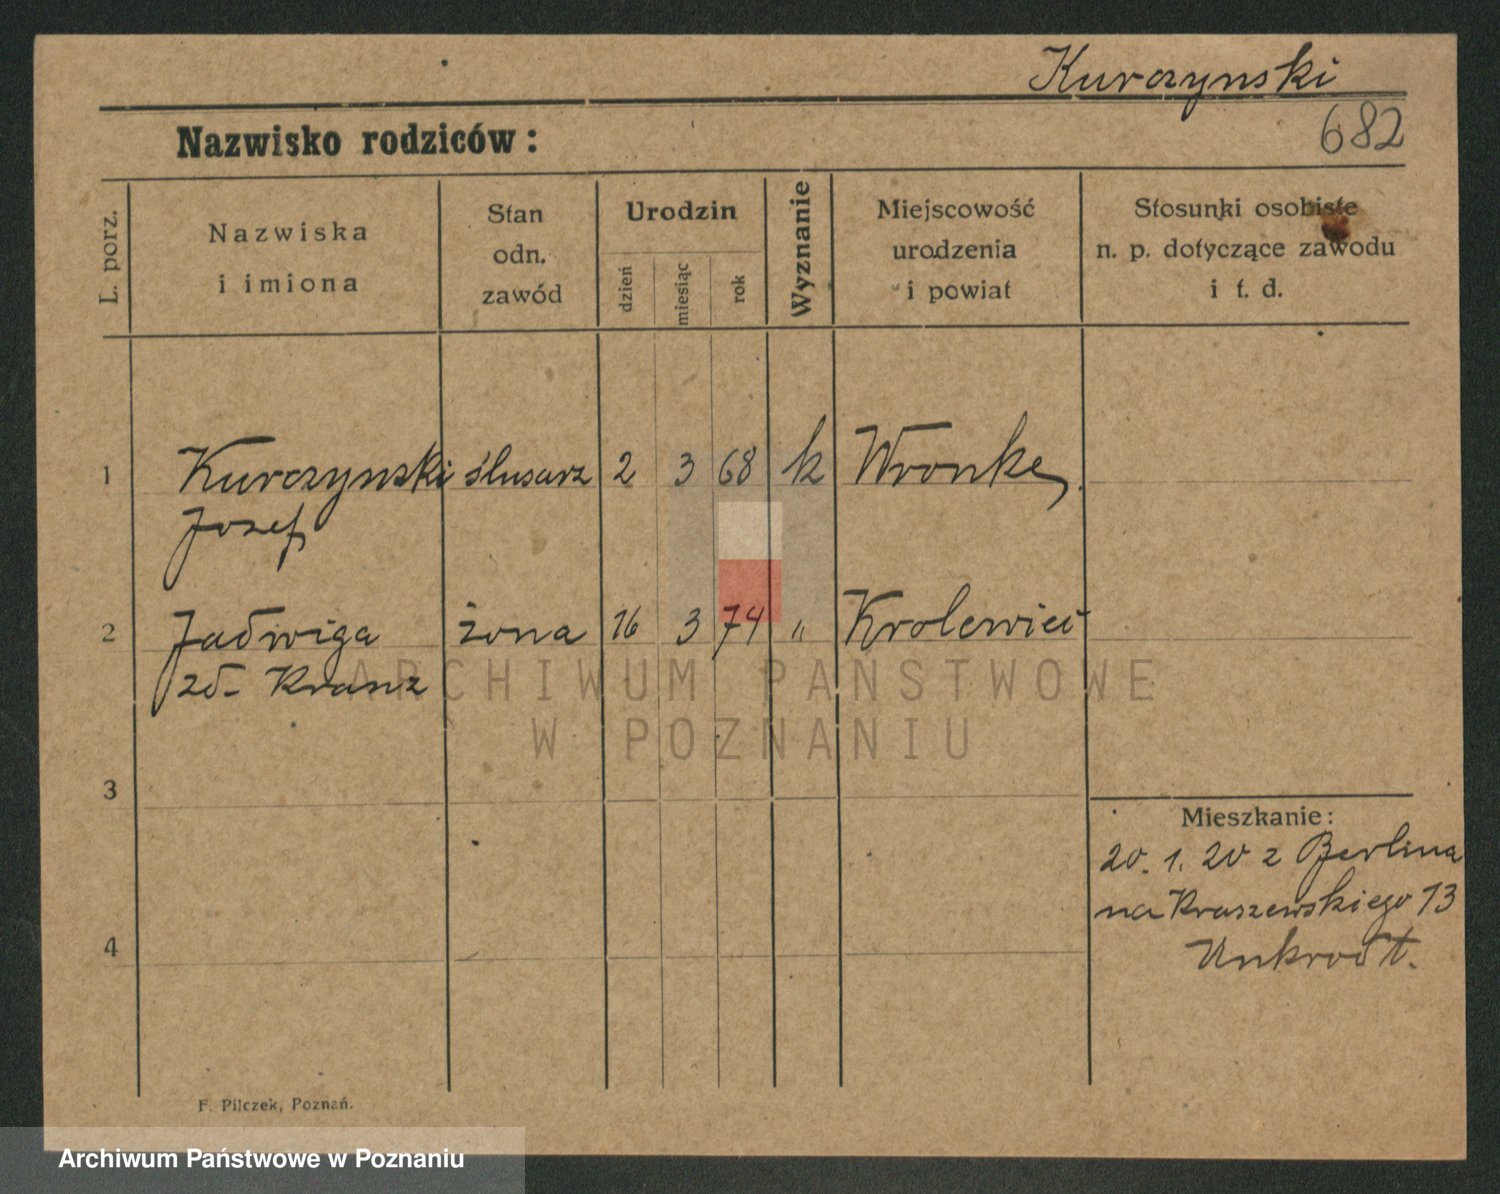 Kurczynski
Nazwisko rodziców:
682
L. porz.
Nazwiska
i imiona
Stan
odn.
zawód
Urodzin
dzień
miesiąc
rok
Wyznanie
Miejscowość
urodzenia
i powiat
Stosunki osobiste
n. p. dotyczące zawodu
i t. d.
1 Kurczynski ślusarz 2 3 68 k Wronke
Josef
2 Jadwiga żona 16 3 74 " Krolewiec
zd- Kranz
ARCHIWUM PAŃSTWOWE
W POZNANIU
3
Mieszkanie:
20. 1. 20 z Berlina
na Kraszewskiego 13
4
F. Pilczek, Poznań.
Archiwum Państwowe w Poznaniu